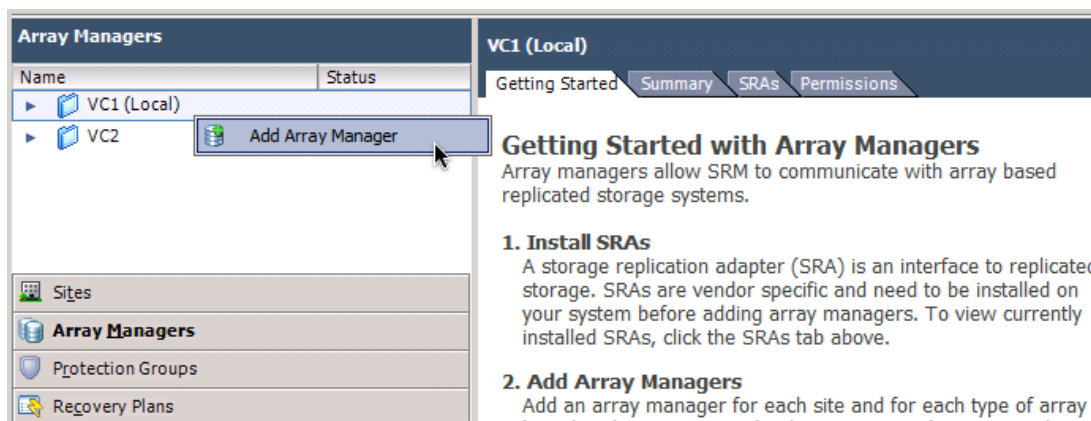 Array Managers
Name Status
VC1 (Local)
VC2
Add Array Manager
Sites
Array Managers
Protection Groups
Recovery Plans
VC1 (Local)
Getting Started Summary SRAs Permissions
Getting Started with Array Managers
Array managers allow SRM to communicate with array based
replicated storage systems.
1. Install SRAs
A storage replication adapter (SRA) is an interface to replicated
storage. SRAs are vendor specific and need to be installed on
your system before adding array managers. To view currently
installed SRAs, click the SRAs tab above.
2. Add Array Managers
Add an array manager for each site and for each type of array